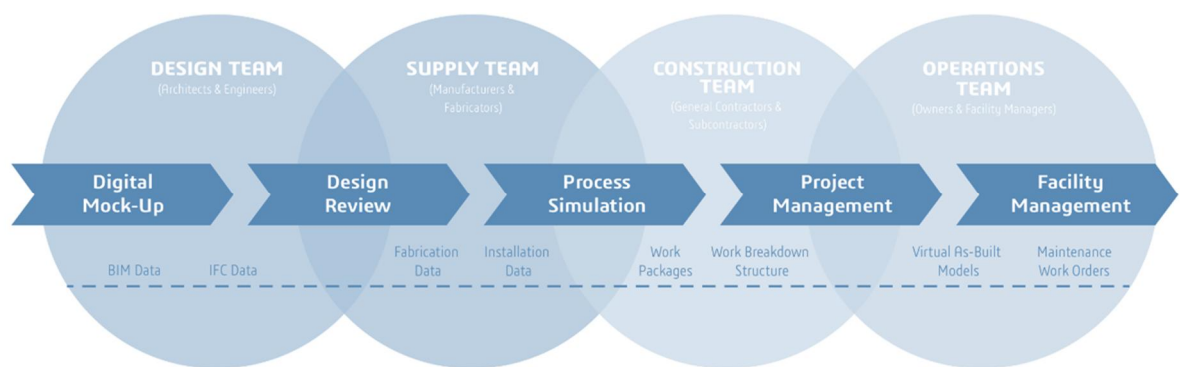 DESIGN TEAM
(Architects & Engineers)
SUPPLY TEAM
(Manufacturers &
Fabricators)
CONSTRUCTION
TEAM
(General Contractors &
Subcontractors)
OPERATIONS
TEAM
(Owners & Facility Managers)
Digital
Mock-Up
Design
Review
Process
Simulation
Project
Management
Facility
Management
BIM Data
IFC Data
Fabrication
Data
Installation
Data
Work
Packages
Work Breakdown
Structure
Virtual As-Built
Models
Maintenance
Work Orders